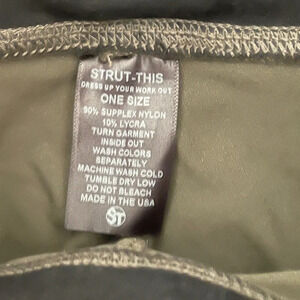 STRUT-THIS
DRESS UP YOUR WORK OUT
ONE SIZE
90% SUPPLEX NYLON
10% LYCRA
TURN GARMENT
INSIDE OUT
WASH COLORS
SEPARATELY
MACHINE WASH COLD
TUMBLE DRY LOW
DO NOT BLEACH
MADE IN THE USA
ST